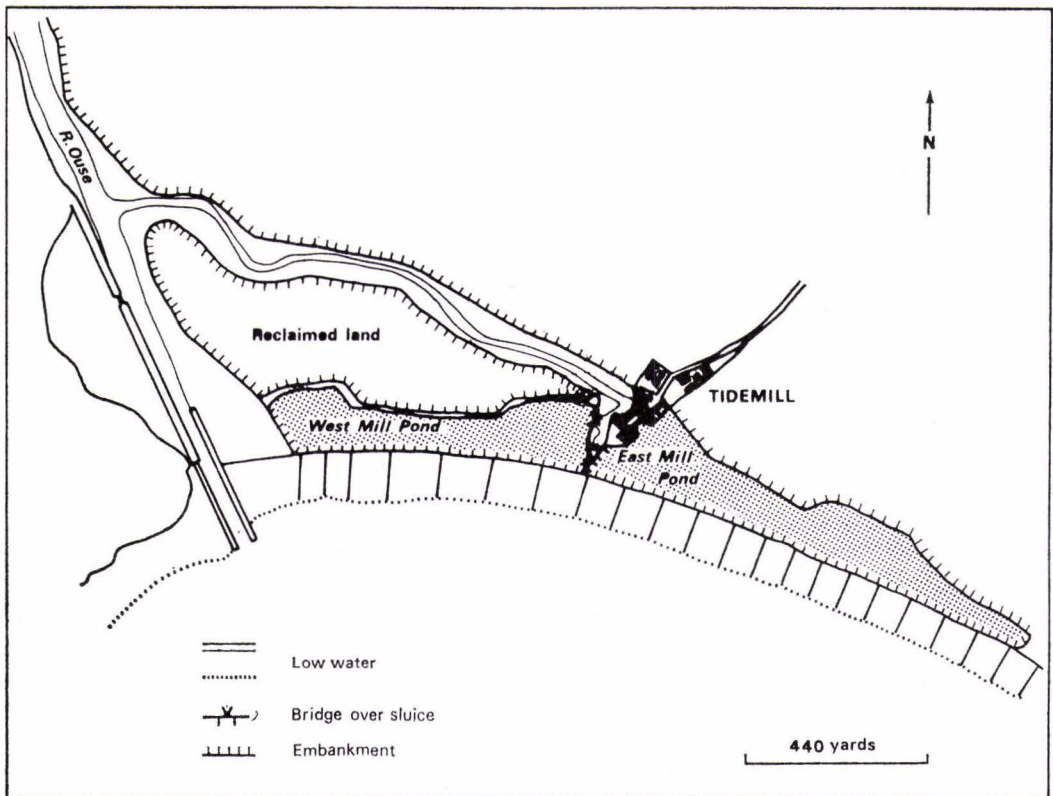 N
R. Ouse
Reclaimed land
TIDEMILL
West Mill Pond
East Mill
Pond
Low water
Bridge over sluice
Embankment
440 yards